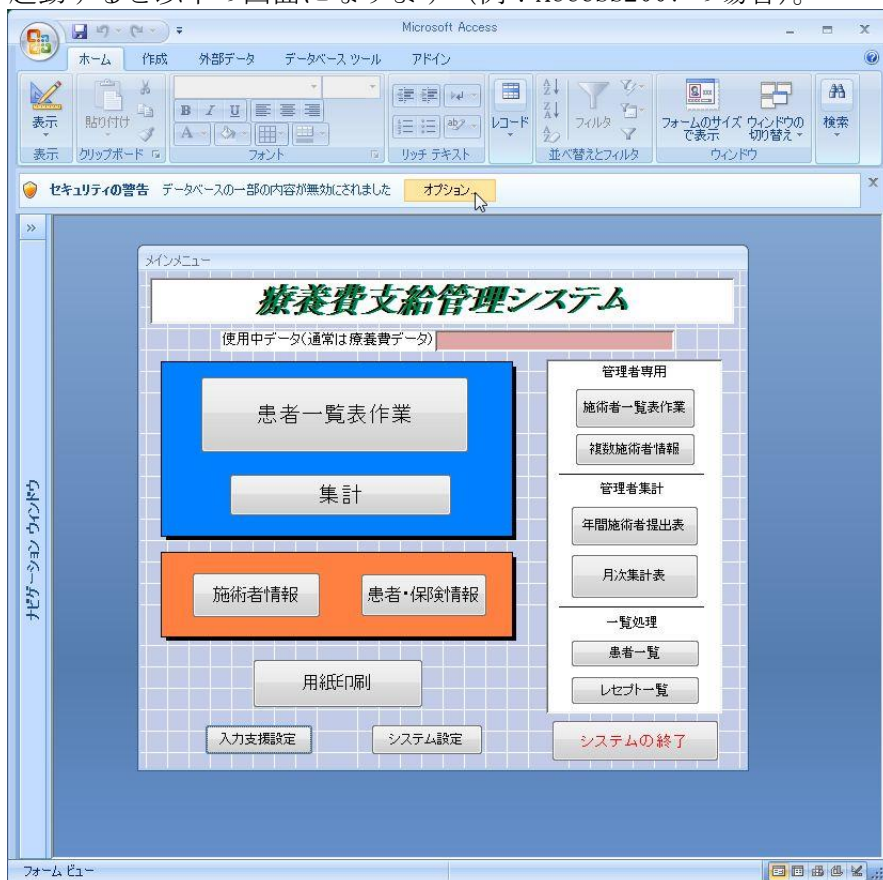 起動すると以下の画面になります（例：Access2007の場合）。
Microsoft Access
ホーム 作成 外部データ データベース ツール アドイン
表示 貼り付け B I U A ab レコード フィルタ フォームのサイズで表示 ウィンドウの切り替え 検索
表示 クリップボード フォント リッチ テキスト 並べ替えとフィルタ ウィンドウ
セキュリティの警告 データベースの一部の内容が無効にされました オプション...
ナビゲーション ウィンドウ
メインメニュー
療養費支給管理システム
使用中データ(通常は療養費データ)
患者一覧表作業
集計
施術者情報 患者・保険情報
用紙印刷
入力支援設定 システム設定
管理者専用
施術者一覧表作業
複数施術者情報
管理者集計
年間施術者提出表
月次集計表
一覧処理
患者一覧
レセプト一覧
システムの終了
フォーム ビュー